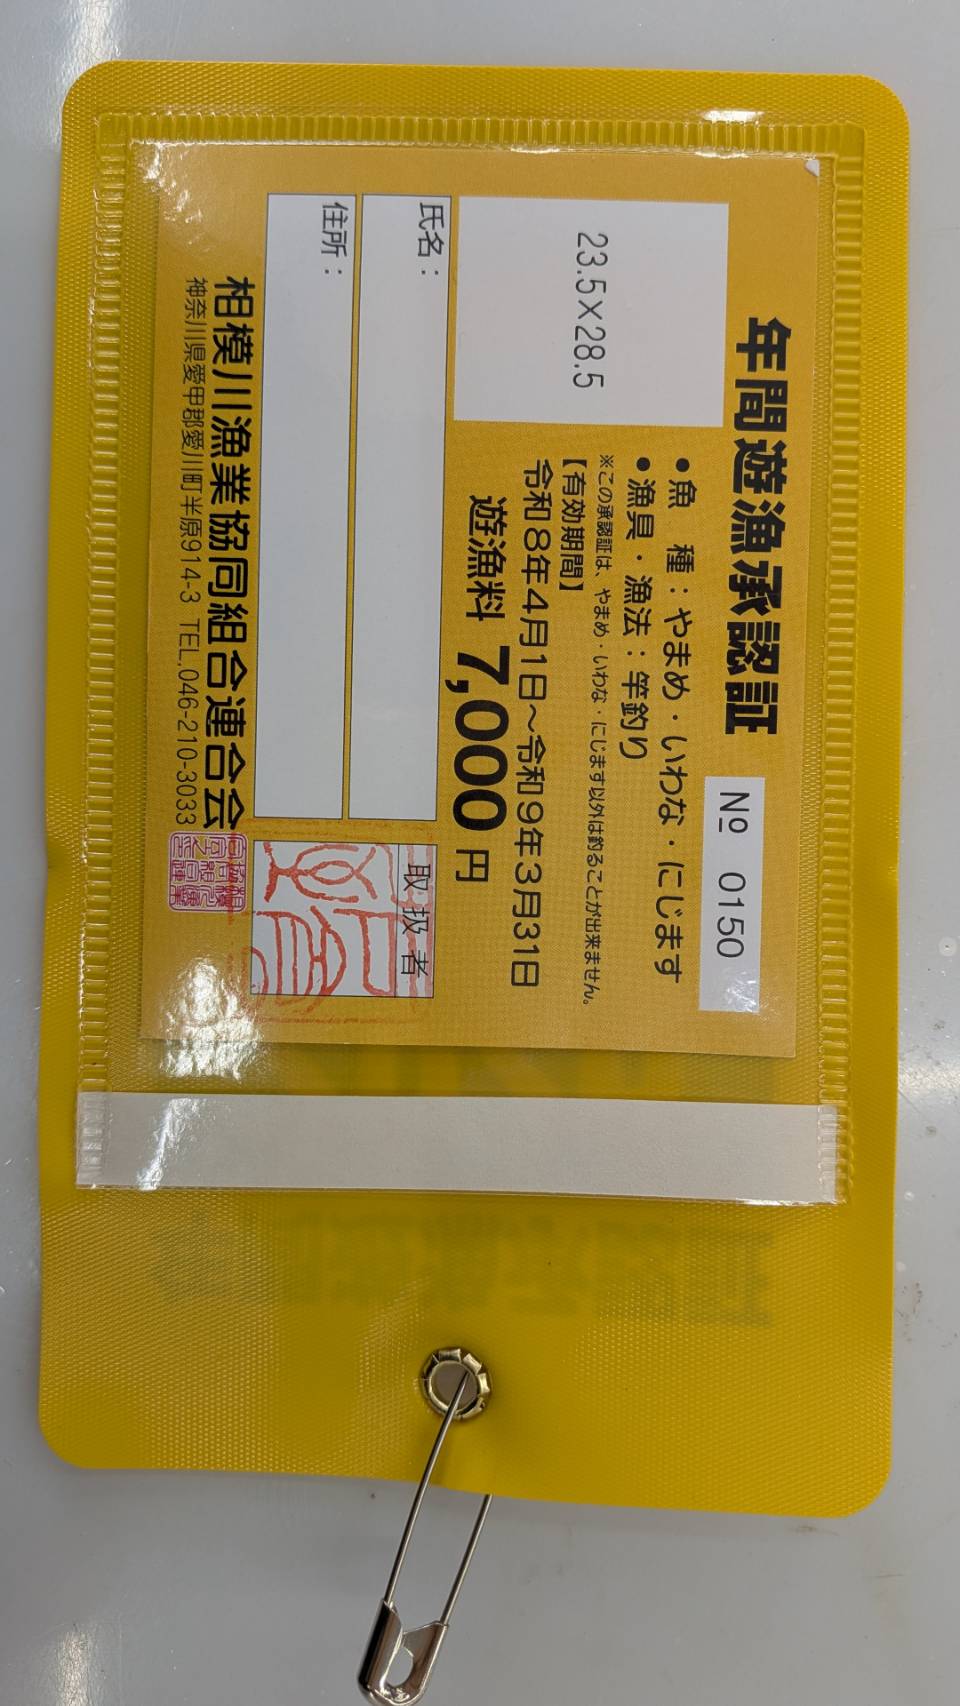 年間遊漁承認証
№ 0150
23.5×28.5
●魚 種：やまめ・いわな・にじます
●漁具・漁法：竿釣り
※この承認証は、やまめ・いわな・にじます以外は釣ることが出来ません。
【有効期間】
令和8年4月1日～令和9年3月31日
遊漁料 7,000円
氏名：
住所：
取扱者
相模川漁業協同組合連合会
神奈川県愛甲郡愛川町半原914-3 TEL.046-210-3033